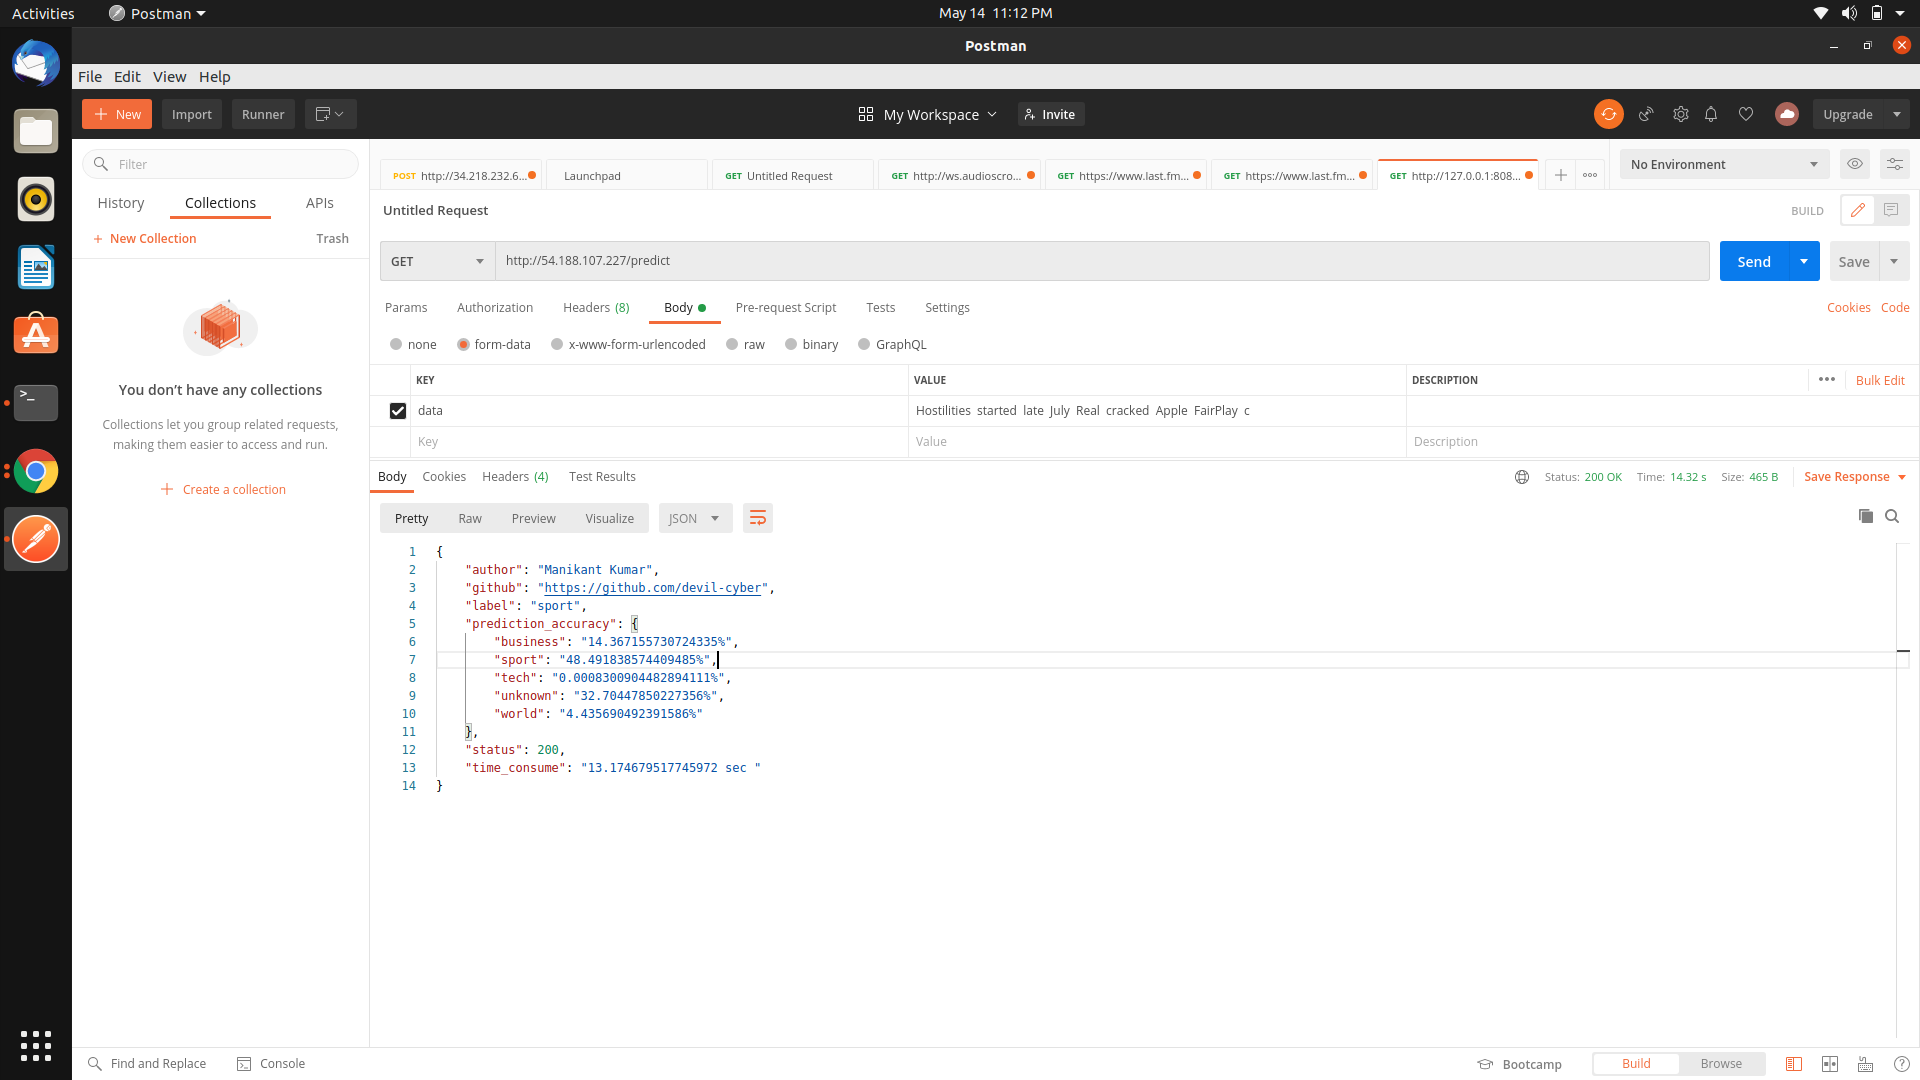 Activities Postman May 14 11:12 PM
Postman
File Edit View Help
New Import Runner My Workspace Invite Upgrade
Filter
POST http://34.218.232.6... Launchpad GET Untitled Request GET http://ws.audioscro... GET https://www.last.fm... GET https://www.last.fm... GET http://127.0.0.1:808... No Environment
History Collections APIs
Untitled Request BUILD
+ New Collection Trash
GET http://54.188.107.227/predict Send Save
Params Authorization Headers (8) Body Pre-request Script Tests Settings Cookies Code
none form-data x-www-form-urlencoded raw binary GraphQL
KEY VALUE DESCRIPTION ••• Bulk Edit
data Hostilities started late July Real cracked Apple FairPlay c
Key Value Description
You don’t have any collections
Collections let you group related requests,
making them easier to access and run.
+ Create a collection
Body Cookies Headers (4) Test Results Status: 200 OK Time: 14.32 s Size: 465 B Save Response
Pretty Raw Preview Visualize JSON
1 {
2 "author": "Manikant Kumar",
3 "github": "https://github.com/devil-cyber",
4 "label": "sport",
5 "prediction_accuracy": {
6 "business": "14.367155730724335%",
7 "sport": "48.491838574409485%",
8 "tech": "0.0008300904482894111%",
9 "unknown": "32.70447850227356%",
10 "world": "4.435690492391586%"
11 },
12 "status": 200,
13 "time_consume": "13.174679517745972 sec "
14 }
Find and Replace Console Bootcamp Build Browse